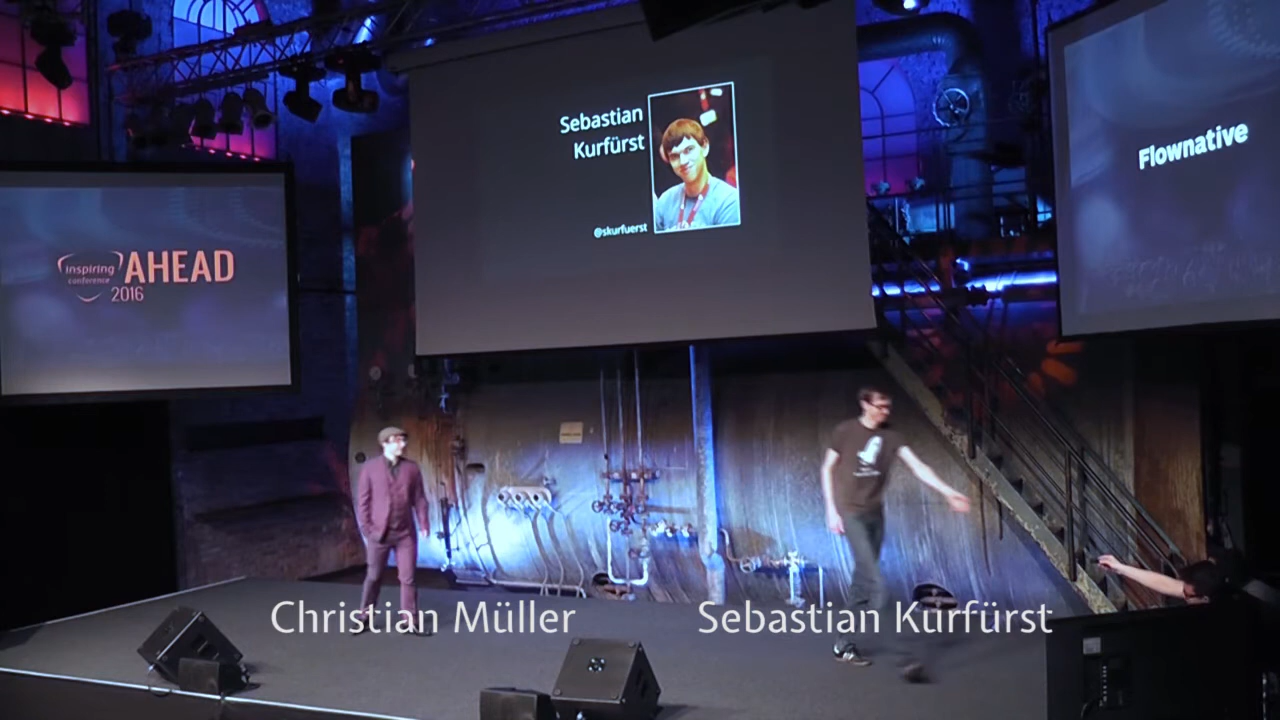 Sebastian
Kurfürst
@skurfuerst
Flownative
inspiring
conference
AHEAD
2016
Christian Müller
Sebastian Kurfürst